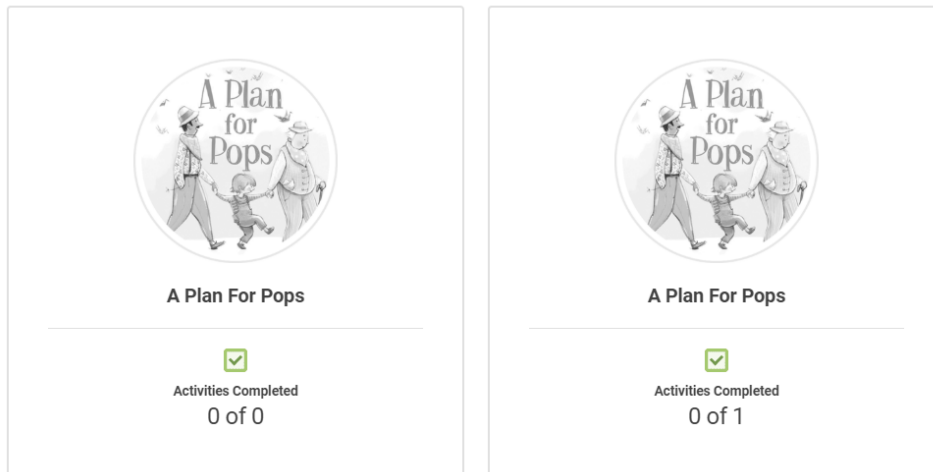 A Plan
for
Pops
A Plan For Pops
Activities Completed
0 of 0
A Plan
for
Pops
A Plan For Pops
Activities Completed
0 of 1